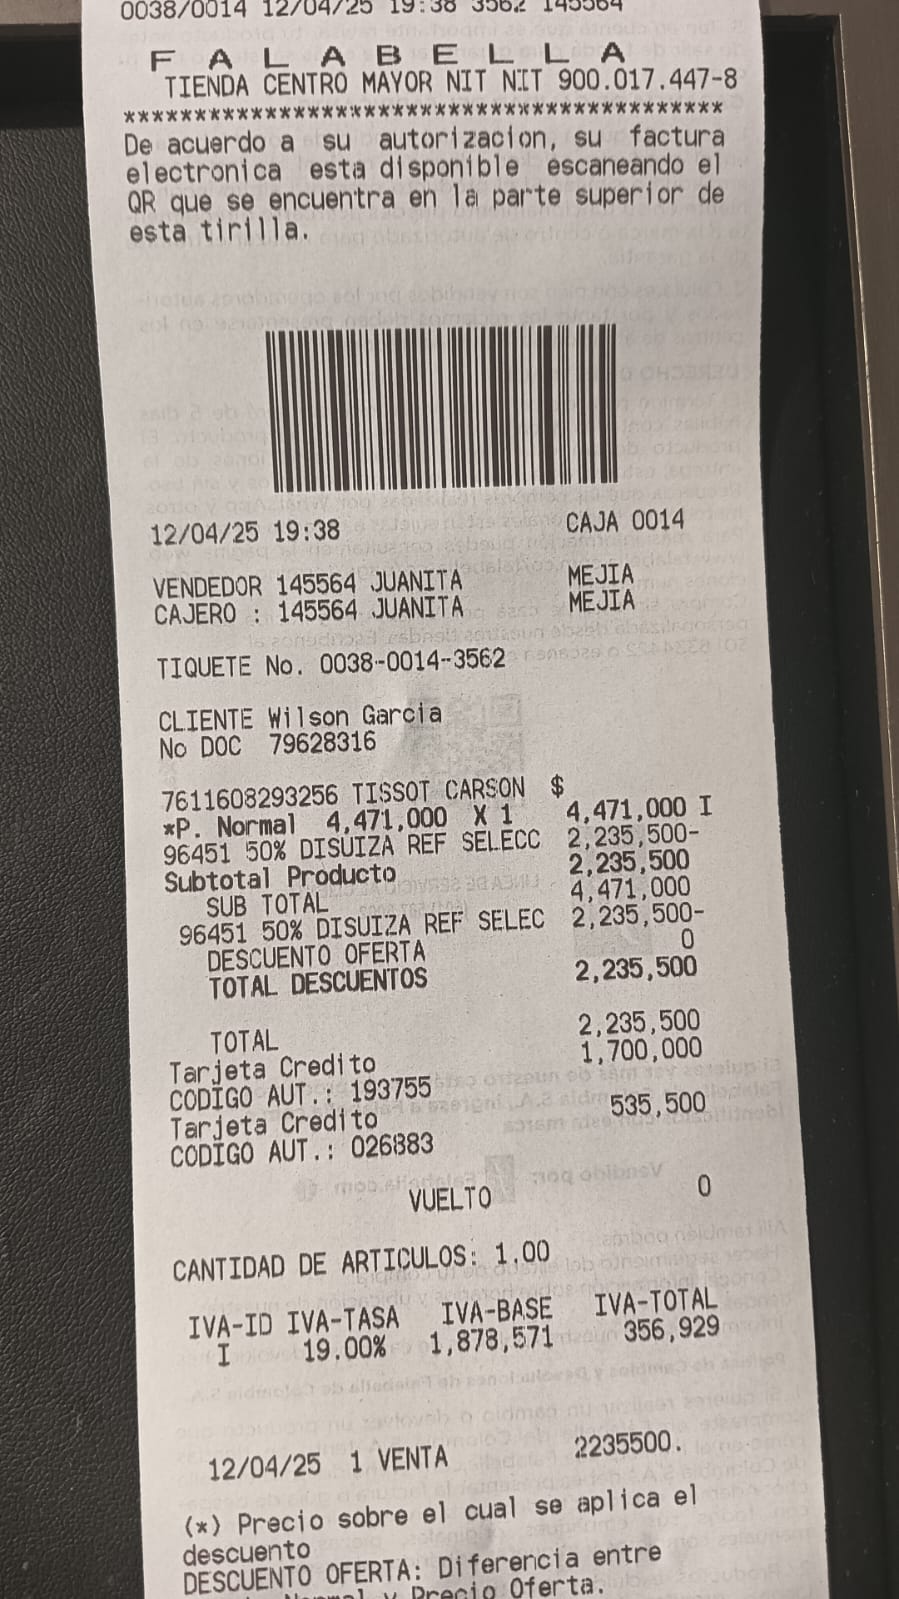 0038/0014 12/04/25 19:38 3562 145564
F A L A B E L L A
TIENDA CENTRO MAYOR NIT NIT 900.017.447-8
******************************************
De acuerdo a su autorizacion, su factura
electronica esta disponible escaneando el
QR que se encuentra en la parte superior de
esta tirilla.
12/04/25 19:38 CAJA 0014
VENDEDOR 145564 JUANITA MEJIA
CAJERO : 145564 JUANITA MEJIA
TIQUETE No. 0038-0014-3562
CLIENTE Wilson Garcia
No DOC 79628316
7611608293256 TISSOT CARSON $
*P. Normal 4,471,000 X 1 4,471,000 I
96451 50% DISUIZA REF SELECC 2,235,500-
Subtotal Producto 2,235,500
SUB TOTAL 4,471,000
96451 50% DISUIZA REF SELEC 2,235,500-
DESCUENTO OFERTA 0
TOTAL DESCUENTOS 2,235,500
TOTAL 2,235,500
Tarjeta Credito 1,700,000
CODIGO AUT.: 193755
Tarjeta Credito 535,500
CODIGO AUT.: 026883
VUELTO 0
CANTIDAD DE ARTICULOS: 1.00
IVA-ID IVA-TASA IVA-BASE IVA-TOTAL
I 19.00% 1,878,571 356,929
12/04/25 1 VENTA 2235500.
(*) Precio sobre el cual se aplica el
descuento
DESCUENTO OFERTA: Diferencia entre
Normal y Precio Oferta.